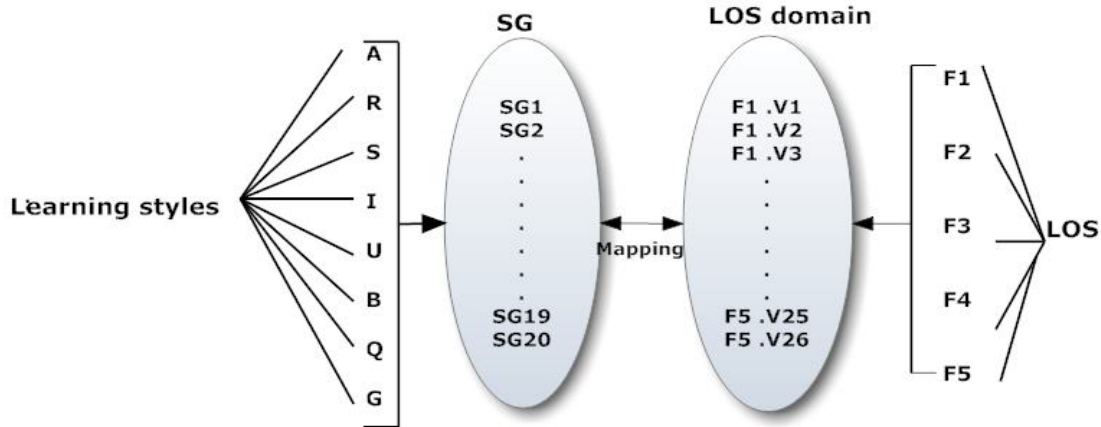 SG
LOS domain
Learning styles
A
R
S
I
U
B
Q
G
SG1
SG2
.
.
.
.
.
.
.
SG19
SG20
Mapping
F1 .V1
F1 .V2
F1 .V3
.
.
.
.
.
.
F5 .V25
F5 .V26
F1
F2
F3
F4
F5
LOS